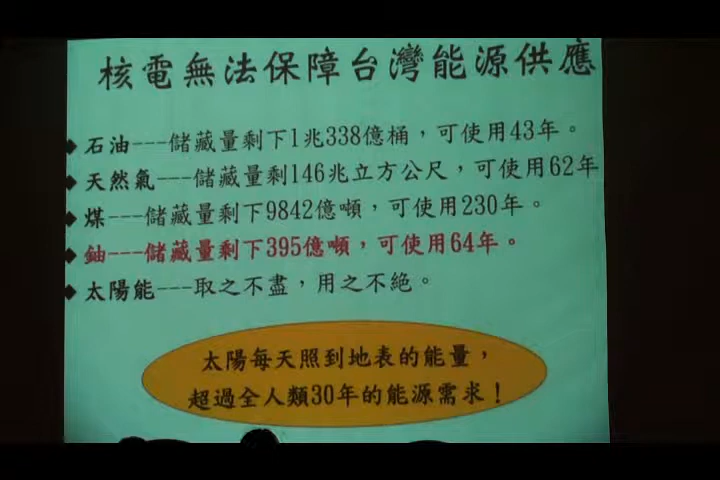 核電無法保障台灣能源供應
◆ 石油---儲藏量剩下1兆338億桶，可使用43年。
◆ 天然氣---儲藏量剩146兆立方公尺，可使用62年
◆ 煤---儲藏量剩下9842億噸，可使用230年。
◆ 鈾---儲藏量剩下395億噸，可使用64年。
◆ 太陽能---取之不盡，用之不絕。
太陽每天照到地表的能量，
超過全人類30年的能源需求！